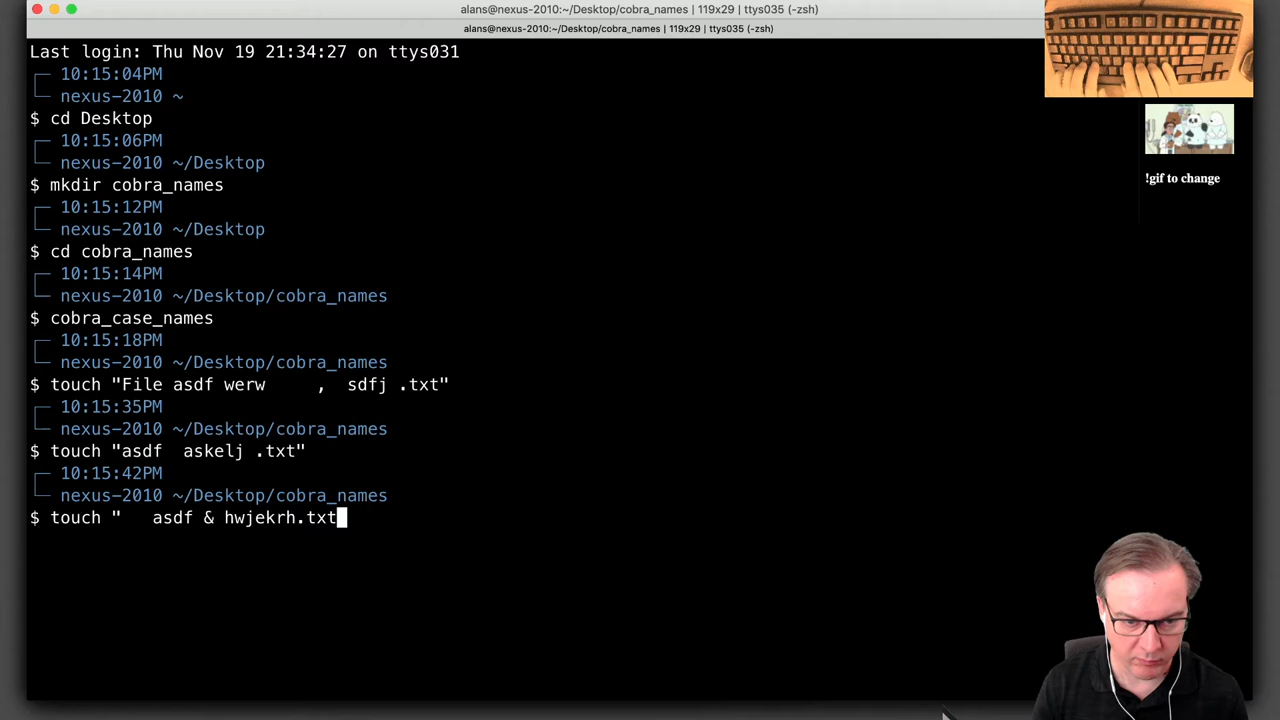 alans@nexus-2010:~/Desktop/cobra_names | 119x29 | ttys035 (-zsh)
alans@nexus-2010:~/Desktop/cobra_names | 119x29 | ttys035 (-zsh)
Last login: Thu Nov 19 21:34:27 on ttys031
10:15:04PM
nexus-2010 ~
$ cd Desktop
10:15:06PM
nexus-2010 ~/Desktop
$ mkdir cobra_names
10:15:12PM
nexus-2010 ~/Desktop
$ cd cobra_names
10:15:14PM
nexus-2010 ~/Desktop/cobra_names
$ cobra_case_names
10:15:18PM
nexus-2010 ~/Desktop/cobra_names
$ touch "File asdf werw     ,  sdfj .txt"
10:15:35PM
nexus-2010 ~/Desktop/cobra_names
$ touch "asdf  askelj .txt"
10:15:42PM
nexus-2010 ~/Desktop/cobra_names
$ touch "   asdf & hwjekrh.txt
!gif to change